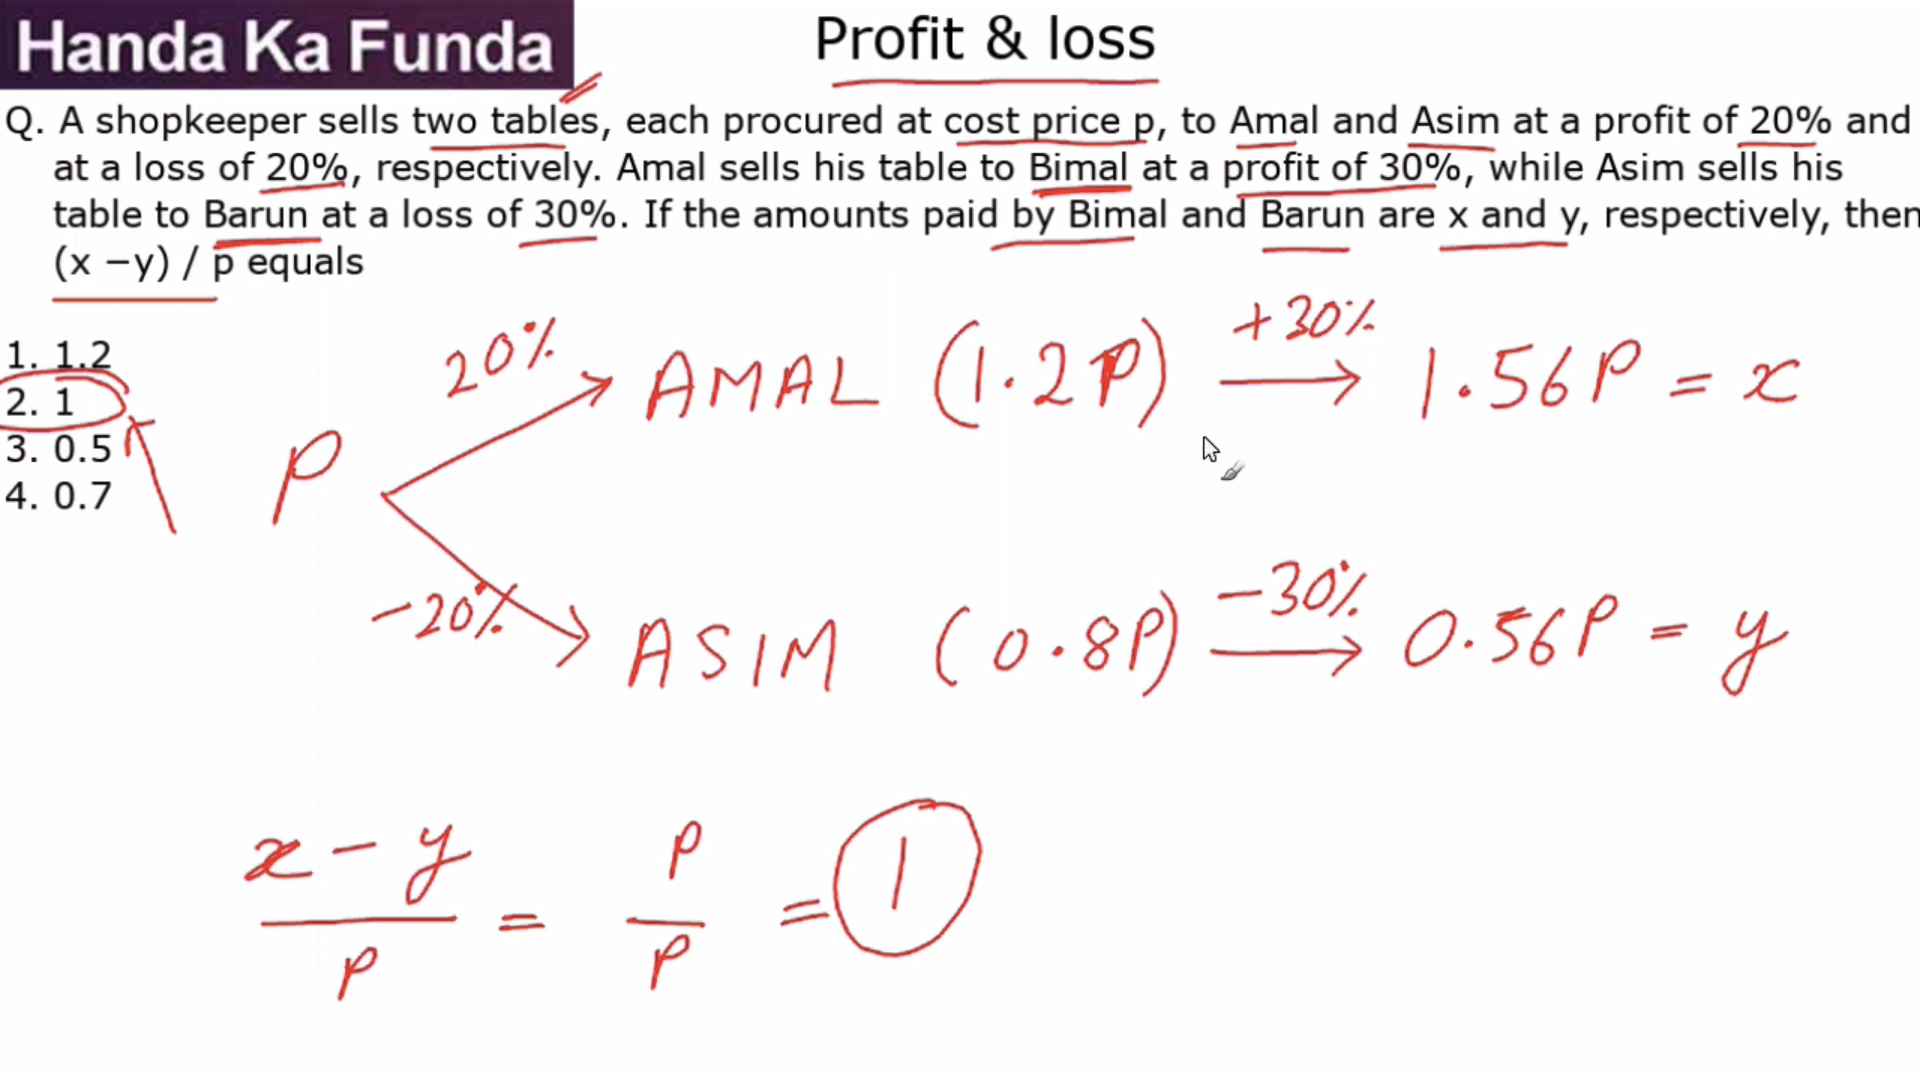 Handa Ka Funda
Profit & loss
Q. A shopkeeper sells two tables, each procured at cost price p, to Amal and Asim at a profit of 20% and
at a loss of 20%, respectively. Amal sells his table to Bimal at a profit of 30%, while Asim sells his
table to Barun at a loss of 30%. If the amounts paid by Bimal and Barun are x and y, respectively, then
(x −y) / p equals
1. 1.2
2. 1
3. 0.5
4. 0.7
P
20%
AMAL (1.2P) +30% → 1.56P = x
-20%
ASIM (0.8P) -30% → 0.56P = y
x - y = P = 1
P P